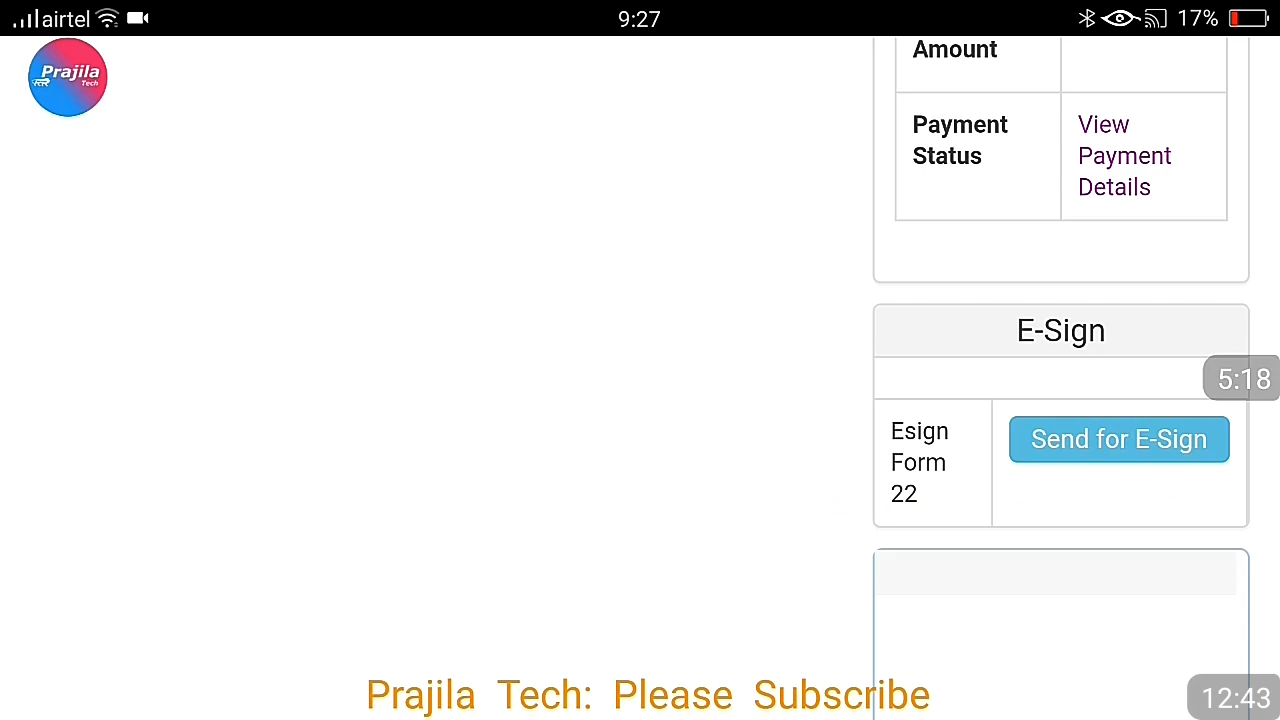 airtel
9:27
17%
Prajila
Tech
Amount
Payment
Status
View
Payment
Details
E-Sign
5:18
Esign
Form
22
Send for E-Sign
Prajila Tech: Please Subscribe
12:43